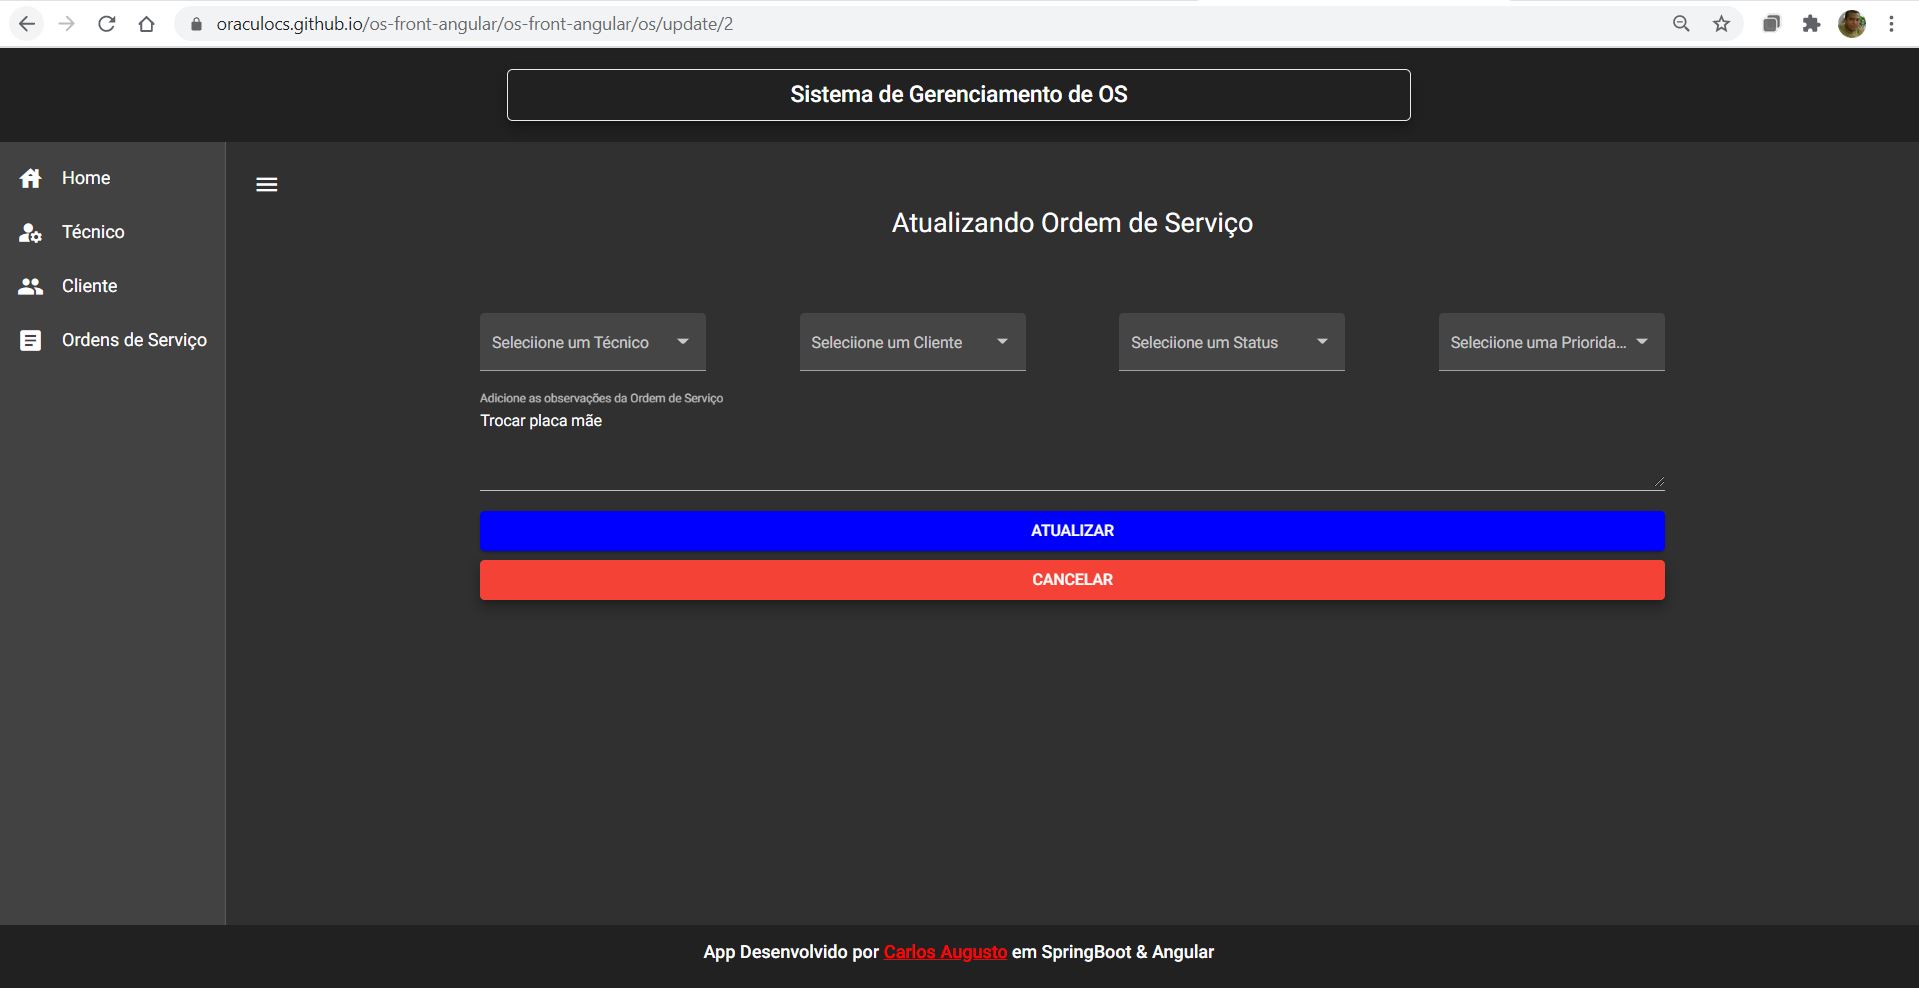 oraculocs.github.io/os-front-angular/os-front-angular/os/update/2
Sistema de Gerenciamento de OS
Home
Técnico
Cliente
Ordens de Serviço
Atualizando Ordem de Serviço
Seleciione um Técnico
Seleciione um Cliente
Seleciione um Status
Seleciione uma Priorida...
Adicione as observações da Ordem de Serviço
Trocar placa mãe
ATUALIZAR
CANCELAR
App Desenvolvido por Carlos Augusto em SpringBoot & Angular